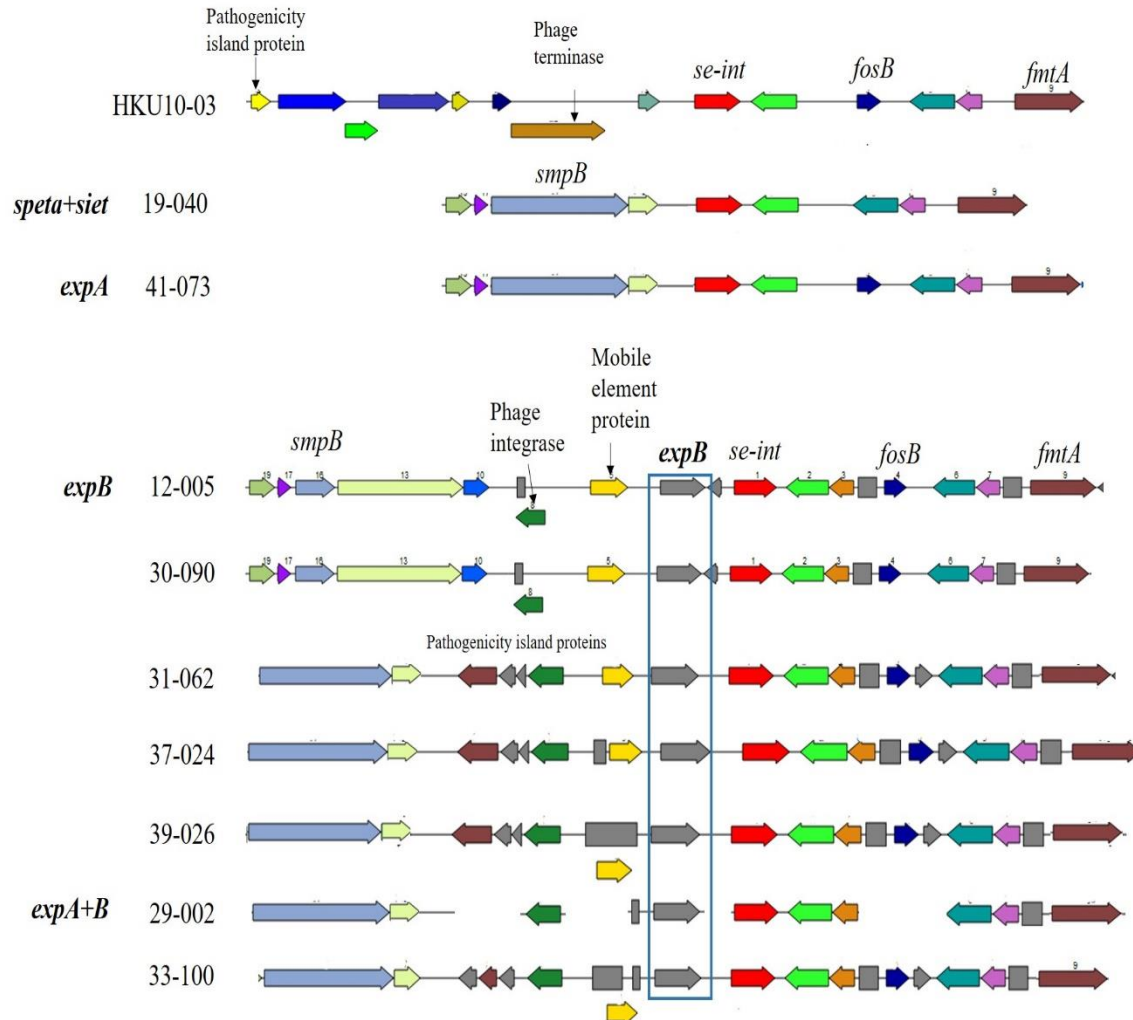 Pathogenicity
island protein
Phage
terminase
se-int
fosB
fmtA
HKU10-03
9
smpB
speta+siet 19-040
9
expA 41-073
9
Mobile
element
protein
Phage
integrase
smpB
expB
se-int
fosB
fmtA
expB 12-005
19 17 16 13 10 1 2 3 4 6 7 9
8
30-090
19 17 16 13 10 5 1 2 3 4 6 7 9
8
Pathogenicity island proteins
31-062
37-024
39-026
expA+B 29-002
33-100
9